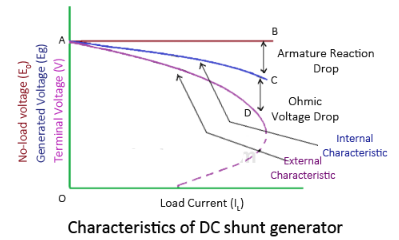 No-load voltage (E₀)
Generated Voltage (Eg)
Terminal Voltage (V)
A
B
Armature Reaction
Drop
C
Ohmic
Voltage Drop
D
Internal
Characteristic
External
Characteristic
O
Load Current (I_L)
Characteristics of DC shunt generator